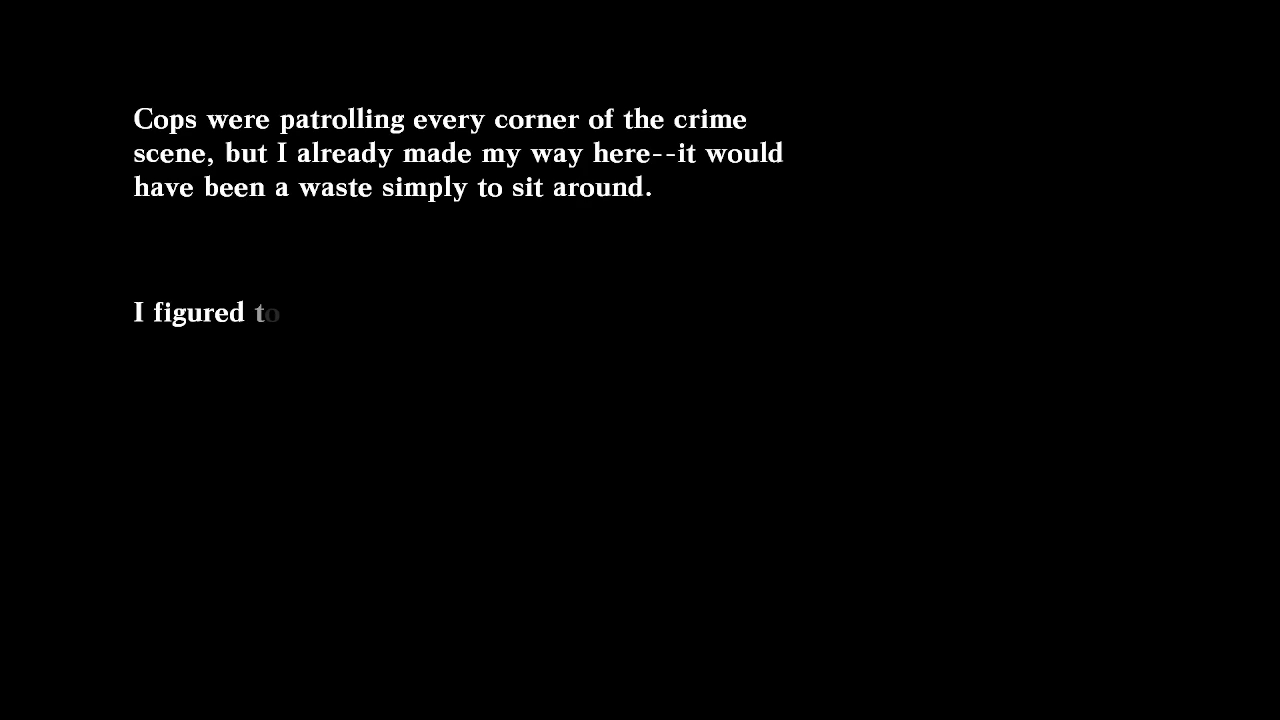 Cops were patrolling every corner of the crime
scene, but I already made my way here--it would
have been a waste simply to sit around.
I figured to